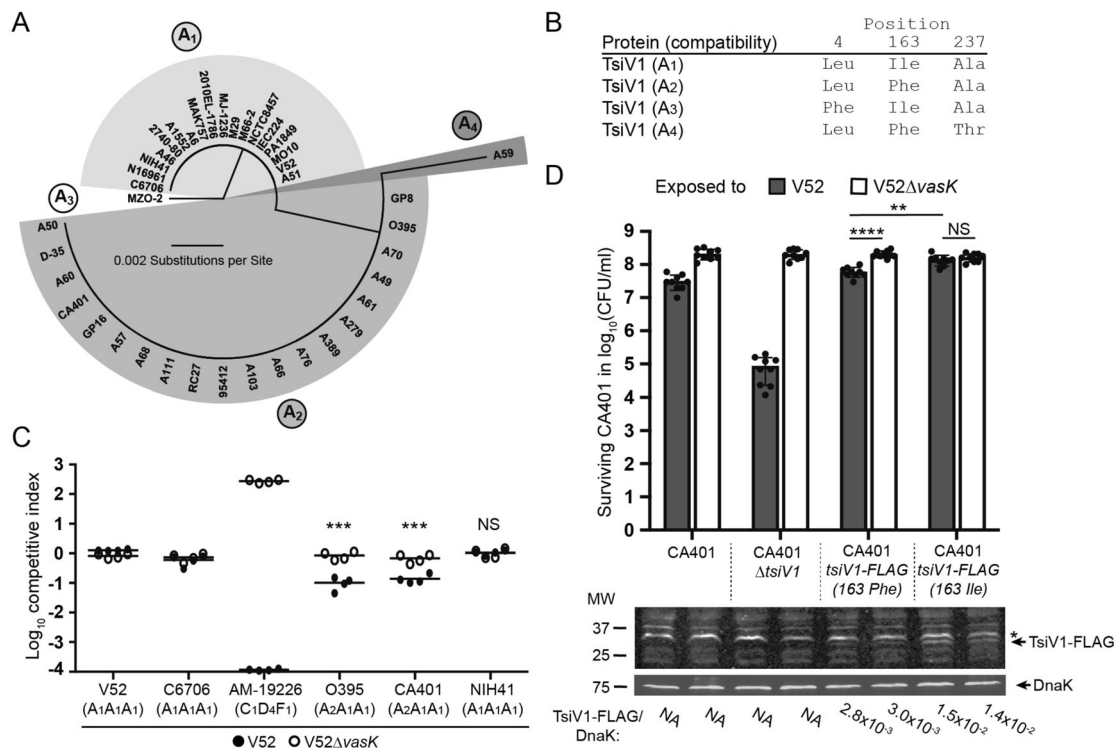 A
A1
A2
A3
A4
2010EL-1786
MAK757
A6
A1552
2740-80
A46
NIH41
N16961
C6706
MZO-2
MJ-1236
M29
M66-2
NCTC8457
IEC224
PA1849
MO10
V52
A51
A59
GP8
O395
A70
A49
A61
A279
A389
A76
A66
A103
95412
RC27
A111
A68
A57
GP16
CA401
A60
D-35
A50
0.002 Substitutions per Site
B
Position
Protein (compatibility) 4 163 237
TsiV1 (A1) Leu Ile Ala
TsiV1 (A2) Leu Phe Ala
TsiV1 (A3) Phe Ile Ala
TsiV1 (A4) Leu Phe Thr
C
Log10 competitive index
3
2
1
0
-1
-2
-3
-4
*** *** NS
V52 C6706 AM-19226 O395 CA401 NIH41
(A1A1A1) (A1A1A1) (C1D4F1) (A2A1A1) (A2A1A1) (A1A1A1)
V52 V52ΔvasK
D
Exposed to V52 V52ΔvasK
**
**** NS
Surviving CA401 in log10(CFU/ml)
9
8
7
6
5
4
3
2
1
0
CA401 CA401 CA401 CA401
ΔtsiV1 tsiV1-FLAG tsiV1-FLAG
(163 Phe) (163 Ile)
MW
37
25
75
*
TsiV1-FLAG
DnaK
TsiV1-FLAG/
DnaK:
NA NA NA NA 2.8x10-3 3.0x10-3 1.5x10-2 1.4x10-2